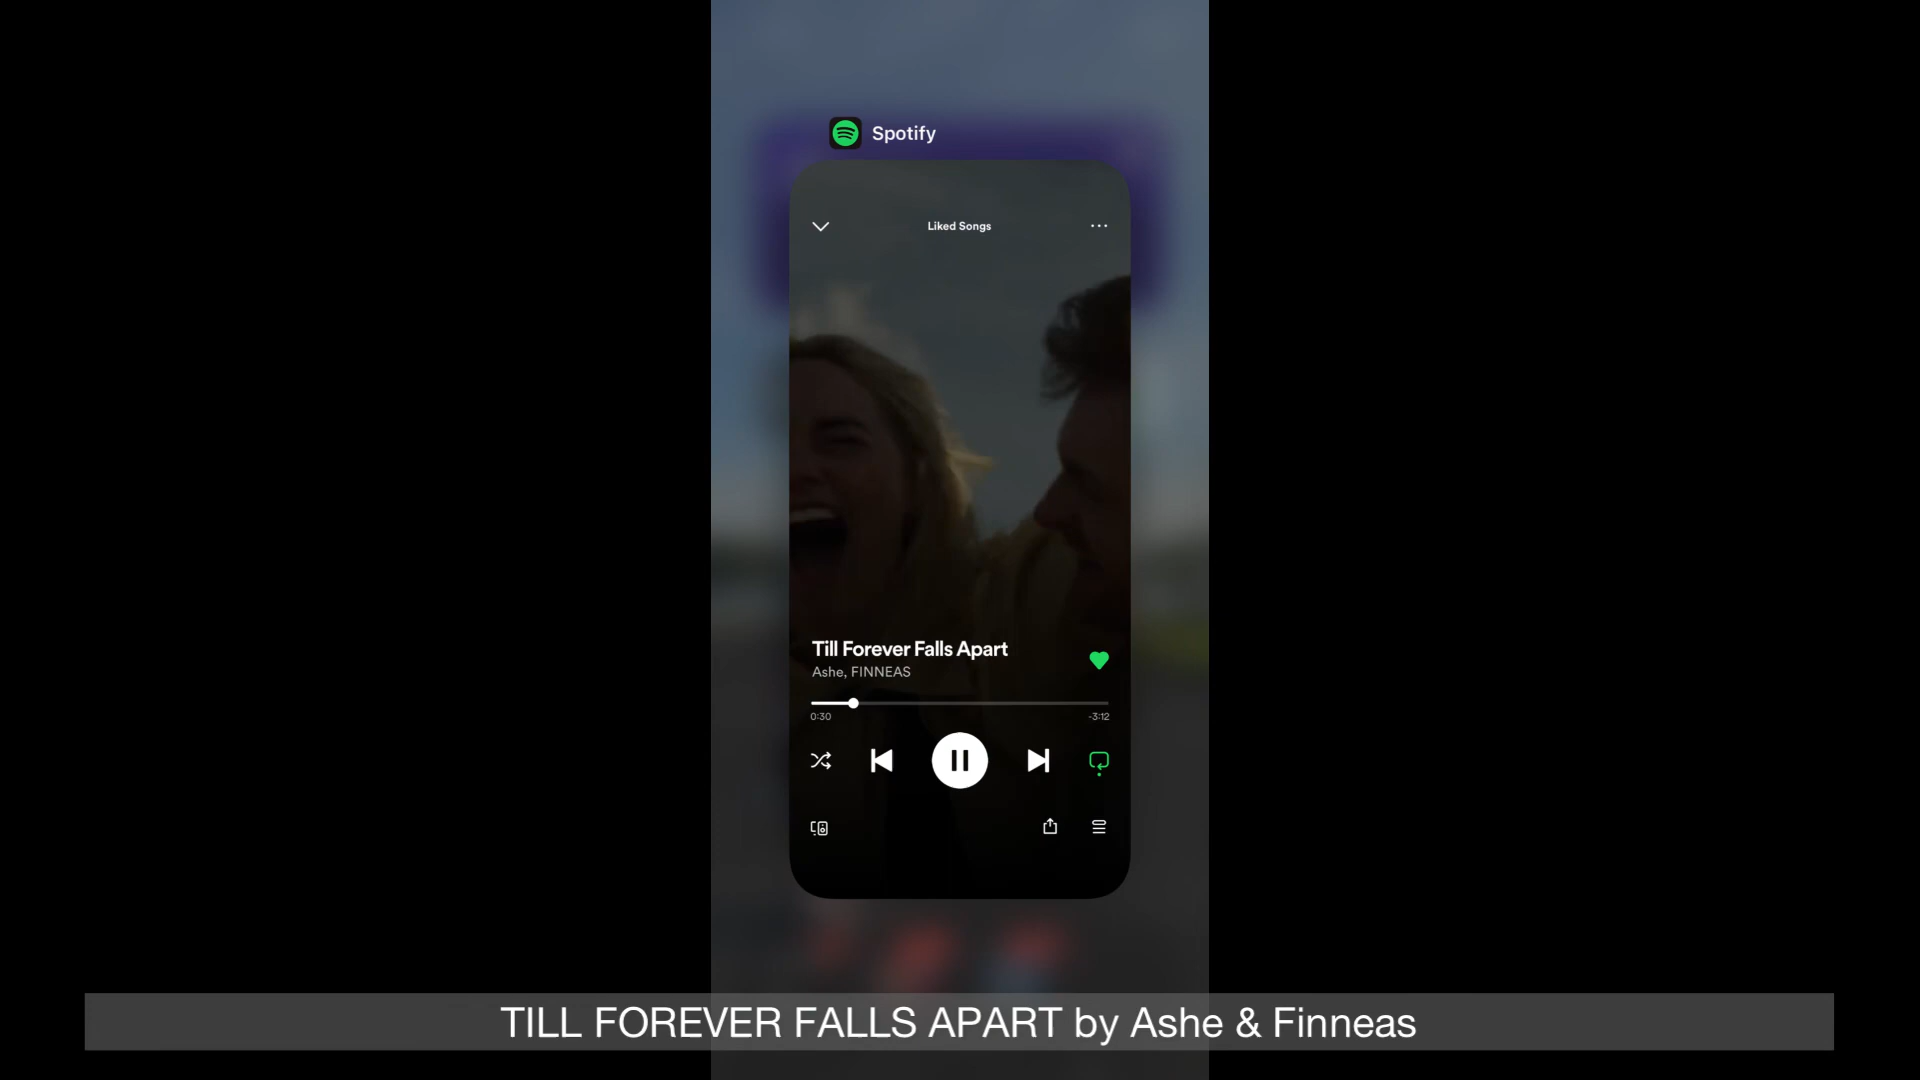 Spotify
Liked Songs
Till Forever Falls Apart
Ashe, FINNEAS
0:30
-3:12
TILL FOREVER FALLS APART by Ashe & Finneas